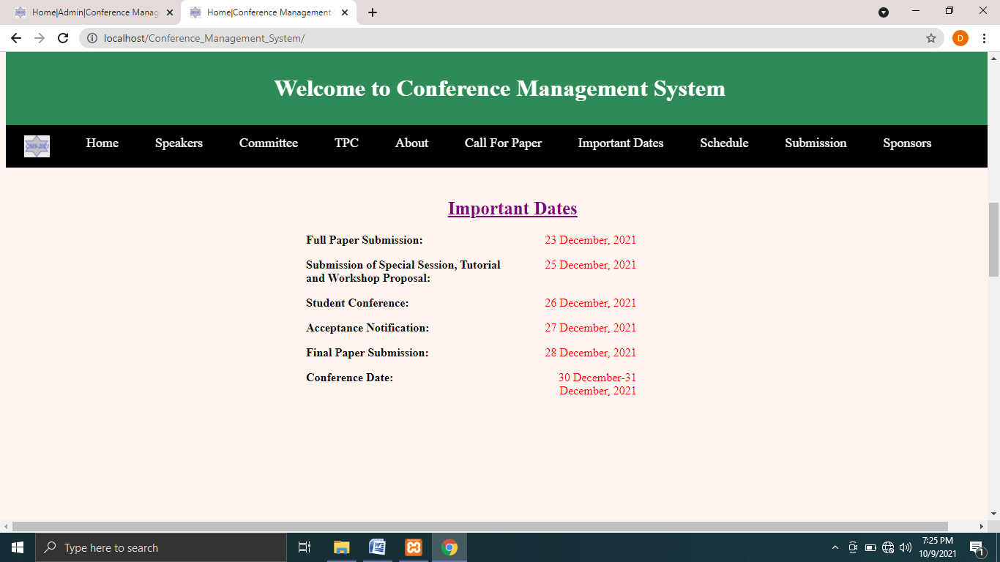 Home|Admin|Conference Manag
Home|Conference Management
D
localhost/Conference_Management_System/
Welcome to Conference Management System
Home Speakers Committee TPC About Call For Paper Important Dates Schedule Submission Sponsors
Important Dates
Full Paper Submission: 23 December, 2021
Submission of Special Session, Tutorial 25 December, 2021
and Workshop Proposal:
Student Conference: 26 December, 2021
Acceptance Notification: 27 December, 2021
Final Paper Submission: 28 December, 2021
Conference Date: 30 December-31
December, 2021
Type here to search
7:25 PM
10/9/2021
1